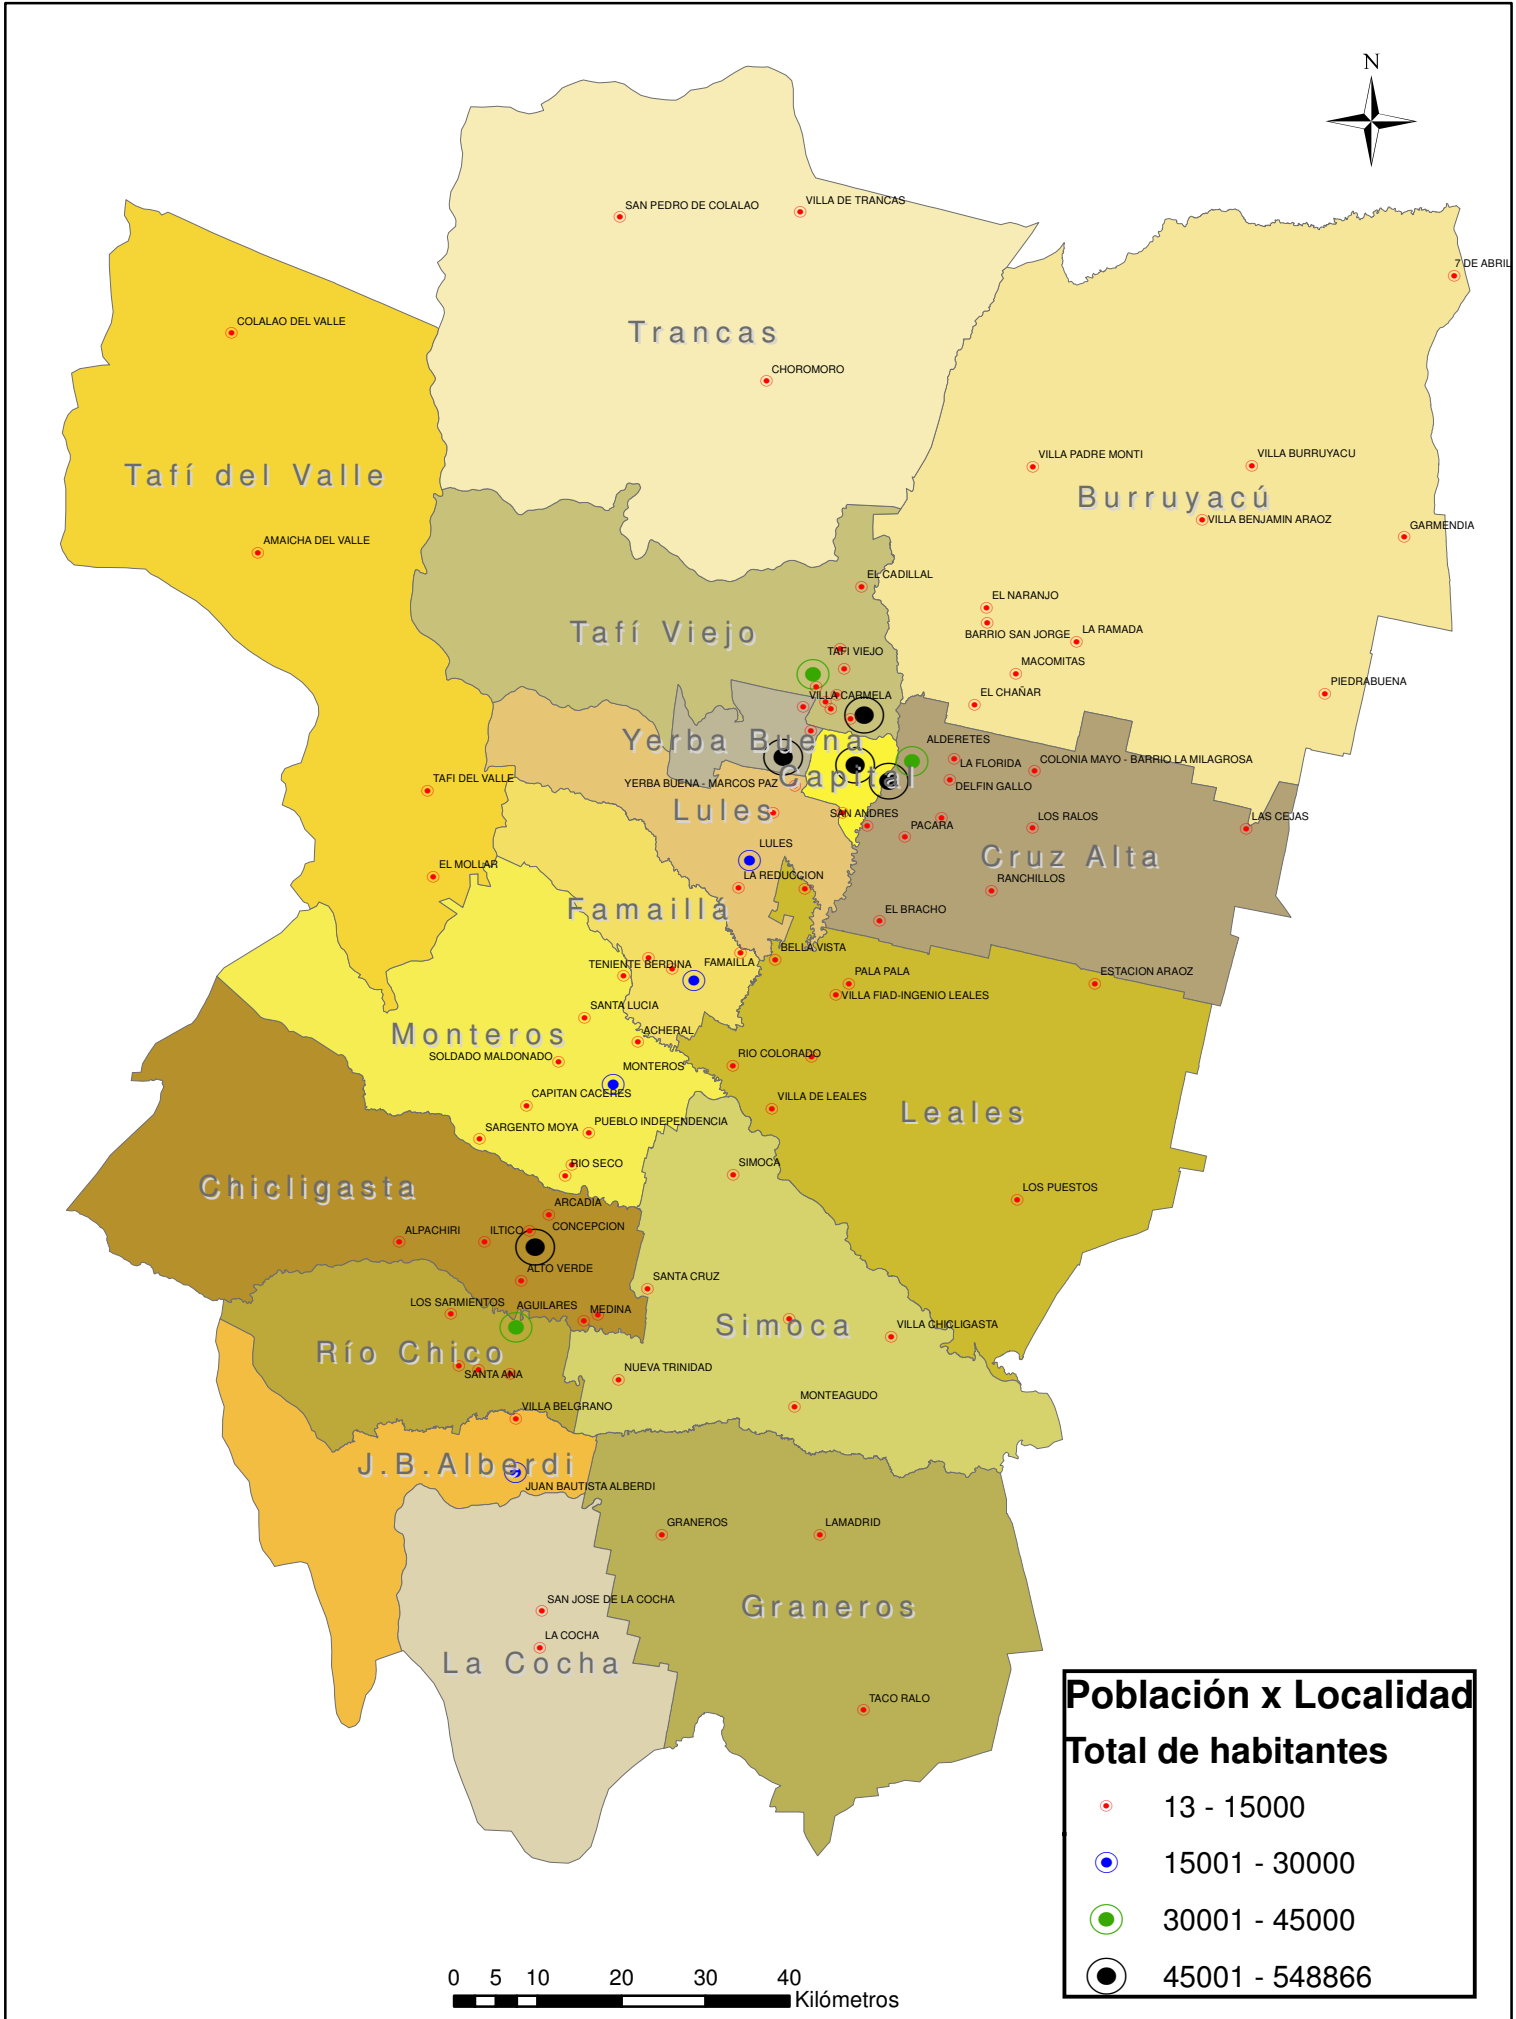 N
SAN PEDRO DE COLALAO
VILLA DE TRANCAS
7 DE ABRIL
COLALAO DEL VALLE
Trancas
CHOROMORO
Tafí del Valle
VILLA PADRE MONTI
VILLA BURRUYACU
Burruyacú
VILLA BENJAMIN ARAOZ
GARMENDIA
AMAICHA DEL VALLE
EL CADILLAL
EL NARANJO
BARRIO SAN JORGE
LA RAMADA
Tafí Viejo
TAFI VIEJO
MACOMITAS
PIEDRABUENA
VILLA CARMELA
EL CHAÑAR
Yerba Buena
ALDERETES
LA FLORIDA
COLONIA MAYO - BARRIO LA MILAGROSA
Capital
TAFI DEL VALLE
YERBA BUENA - MARCOS PAZ
DELFIN GALLO
Lules
SAN ANDRES
PACARA
LOS RALOS
LAS CEJAS
LULES
Cruz Alta
EL MOLLAR
LA REDUCCION
RANCHILLOS
Famaillá
EL BRACHO
BELLA VISTA
TENIENTE BERDINA
FAMAILLA
PALA PALA
ESTACION ARAOZ
VILLA FIAD-INGENIO LEALES
SANTA LUCIA
Monteros
ACHERAL
SOLDADO MALDONADO
RIO COLORADO
MONTEROS
CAPITAN CACERES
VILLA DE LEALES
Leales
SARGENTO MOYA
PUEBLO INDEPENDENCIA
RIO SECO
SIMOCA
Chicligasta
LOS PUESTOS
ARCADIA
ALPACHIRI
ILTICO
CONCEPCION
ALTO VERDE
SANTA CRUZ
LOS SARMIENTOS
AGUILARES
MEDINA
Simoca
VILLA CHICLIGASTA
Río Chico
SANTA ANA
NUEVA TRINIDAD
MONTEAGUDO
VILLA BELGRANO
J.B.Alberdi
JUAN BAUTISTA ALBERDI
GRANEROS
LAMADRID
SAN JOSE DE LA COCHA
Graneros
LA COCHA
La Cocha
TACO RALO
Población x Localidad
Total de habitantes
13 - 15000
15001 - 30000
30001 - 45000
45001 - 548866
0 5 10 20 30 40
Kilómetros